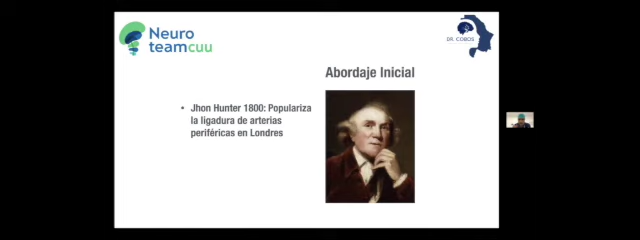 Neuro
teamcuu
DR. COBOS
Abordaje Inicial
• Jhon Hunter 1800: Populariza
la ligadura de arterias
periféricas en Londres